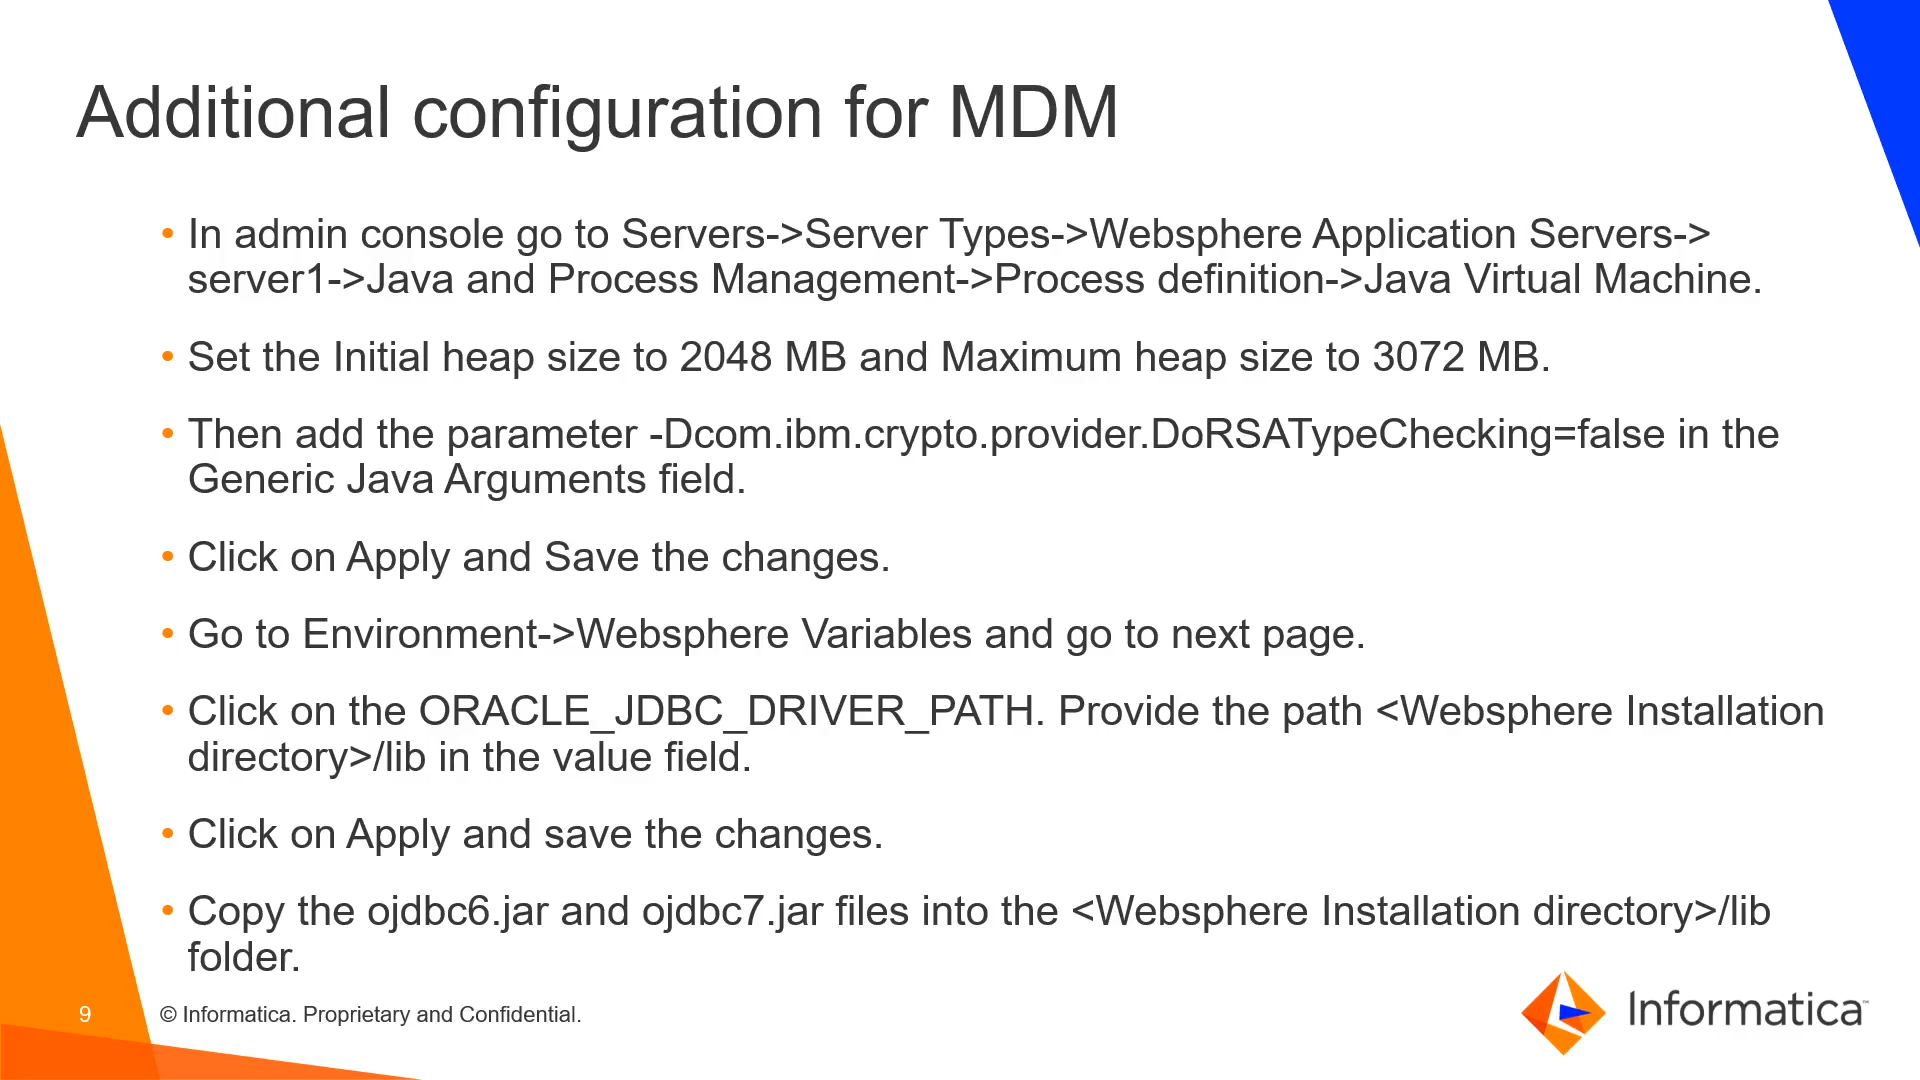 Additional configuration for MDM
• In admin console go to Servers->Server Types->Websphere Application Servers->
server1->Java and Process Management->Process definition->Java Virtual Machine.
• Set the Initial heap size to 2048 MB and Maximum heap size to 3072 MB.
• Then add the parameter -Dcom.ibm.crypto.provider.DoRSATypeChecking=false in the
Generic Java Arguments field.
• Click on Apply and Save the changes.
• Go to Environment->Websphere Variables and go to next page.
• Click on the ORACLE_JDBC_DRIVER_PATH. Provide the path <Websphere Installation
directory>/lib in the value field.
• Click on Apply and save the changes.
• Copy the ojdbc6.jar and ojdbc7.jar files into the <Websphere Installation directory>/lib
folder.
9 © Informatica. Proprietary and Confidential.
Informatica™